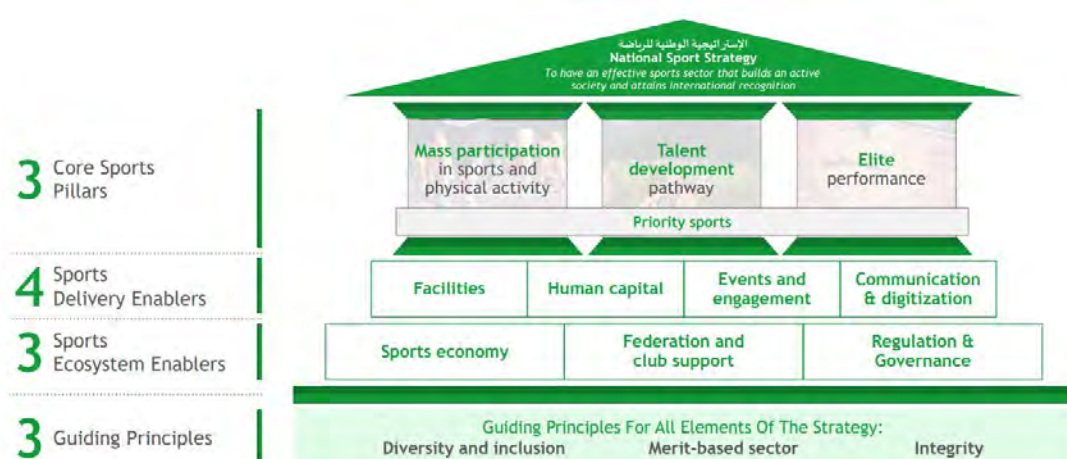 الإستراتيجية الوطنية للرياضة
National Sport Strategy
To have an effective sports sector that builds an active
society and attains international recognition
3 Core Sports
Pillars
Mass participation
in sports and
physical activity
Talent
development
pathway
Elite
performance
Priority sports
4 Sports
Delivery Enablers
Facilities
Human capital
Events and
engagement
Communication
& digitization
3 Sports
Ecosystem Enablers
Sports economy
Federation and
club support
Regulation &
Governance
3 Guiding Principles
Guiding Principles For All Elements Of The Strategy:
Diversity and inclusion Merit-based sector Integrity